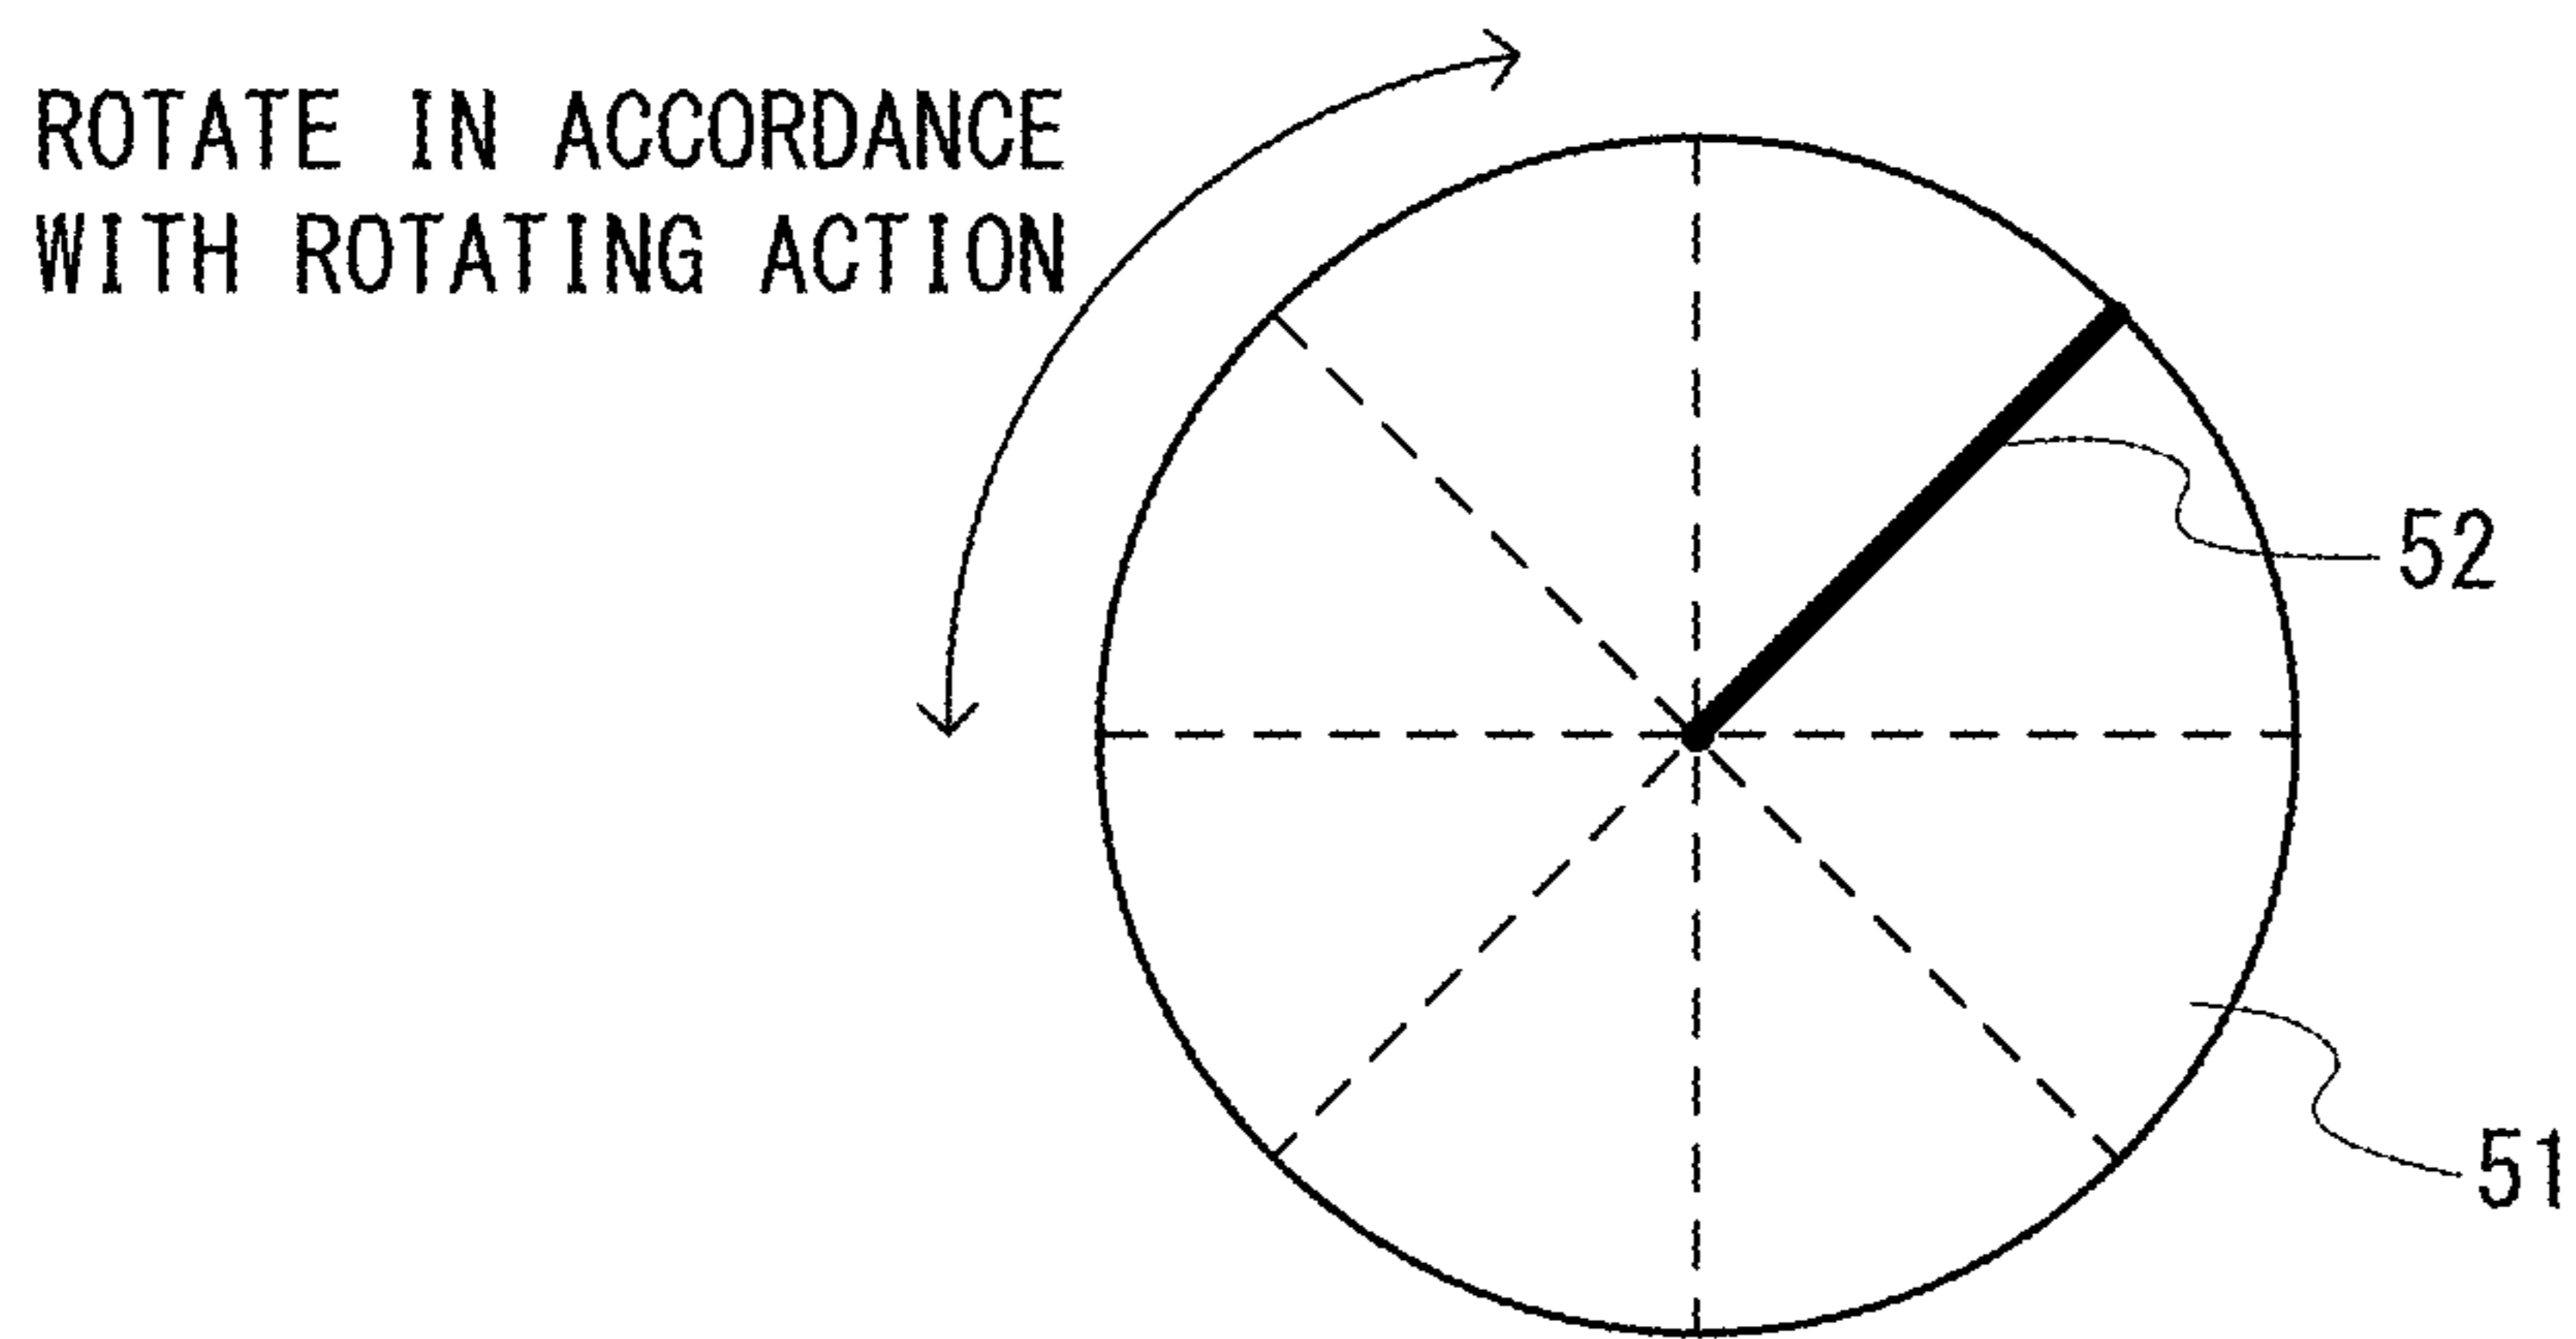 ROTATE IN ACCORDANCE
WITH ROTATING ACTION
52
51